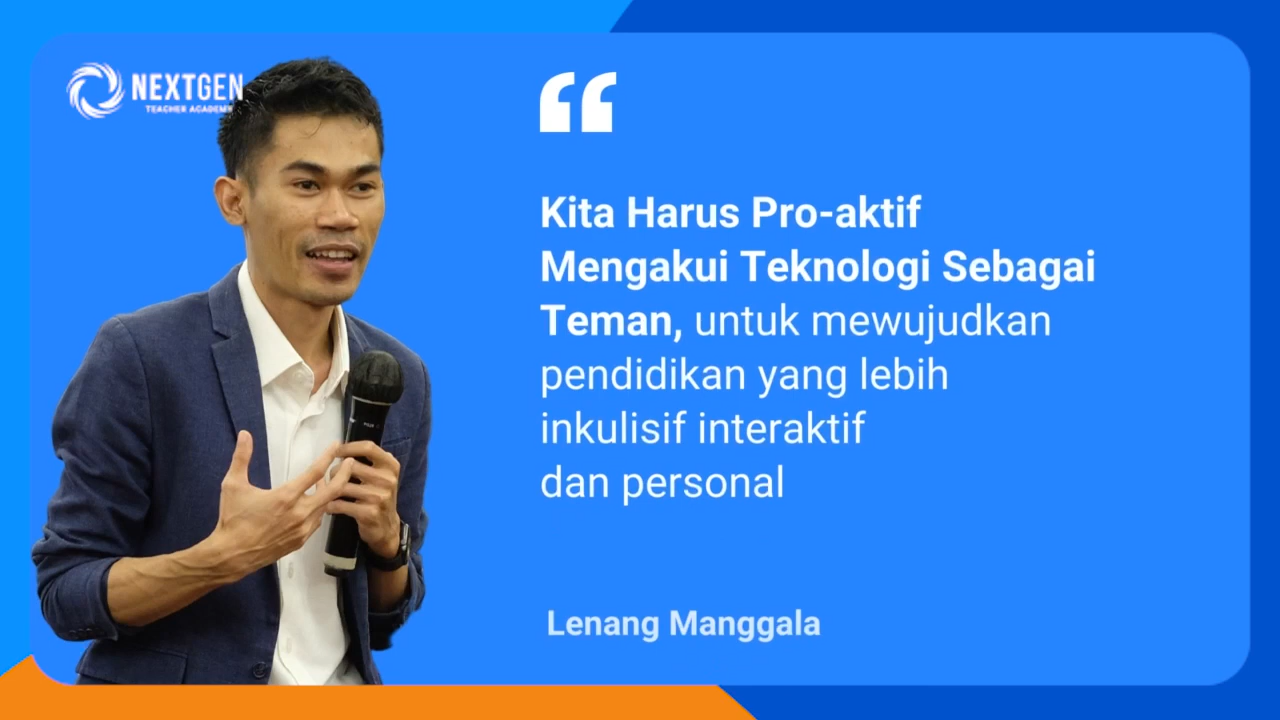 NEXTGEN
TEACHER ACADEMY
“
Kita Harus Pro-aktif
Mengakui Teknologi Sebagai
Teman, untuk mewujudkan
pendidikan yang lebih
inkulisif interaktif
dan personal
Lenang Manggala